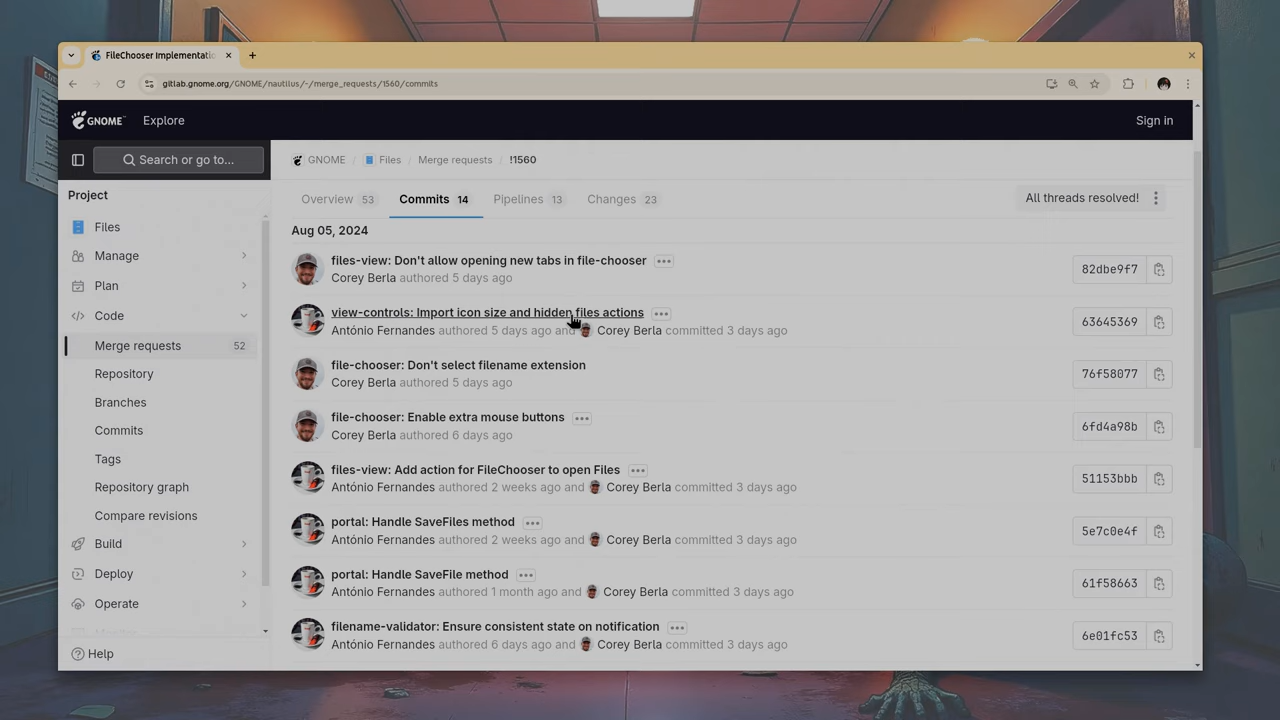 FileChooser Implementatio
gitlab.gnome.org/GNOME/nautilus/-/merge_requests/1560/commits
GNOME
Explore
Sign in
Search or go to...
GNOME / Files / Merge requests / !1560
Project
Files
Manage
Plan
Code
Merge requests 52
Repository
Branches
Commits
Tags
Repository graph
Compare revisions
Build
Deploy
Operate
Help
Overview 53
Commits 14
Pipelines 13
Changes 23
All threads resolved!
Aug 05, 2024
files-view: Don't allow opening new tabs in file-chooser
Corey Berla authored 5 days ago
82dbe9f7
view-controls: Import icon size and hidden files actions
António Fernandes authored 5 days ago and Corey Berla committed 3 days ago
63645369
file-chooser: Don't select filename extension
Corey Berla authored 5 days ago
76f58077
file-chooser: Enable extra mouse buttons
Corey Berla authored 6 days ago
6fd4a98b
files-view: Add action for FileChooser to open Files
António Fernandes authored 2 weeks ago and Corey Berla committed 3 days ago
51153bbb
portal: Handle SaveFiles method
António Fernandes authored 2 weeks ago and Corey Berla committed 3 days ago
5e7c0e4f
portal: Handle SaveFile method
António Fernandes authored 1 month ago and Corey Berla committed 3 days ago
61f58663
filename-validator: Ensure consistent state on notification
António Fernandes authored 6 days ago and Corey Berla committed 3 days ago
6e01fc53